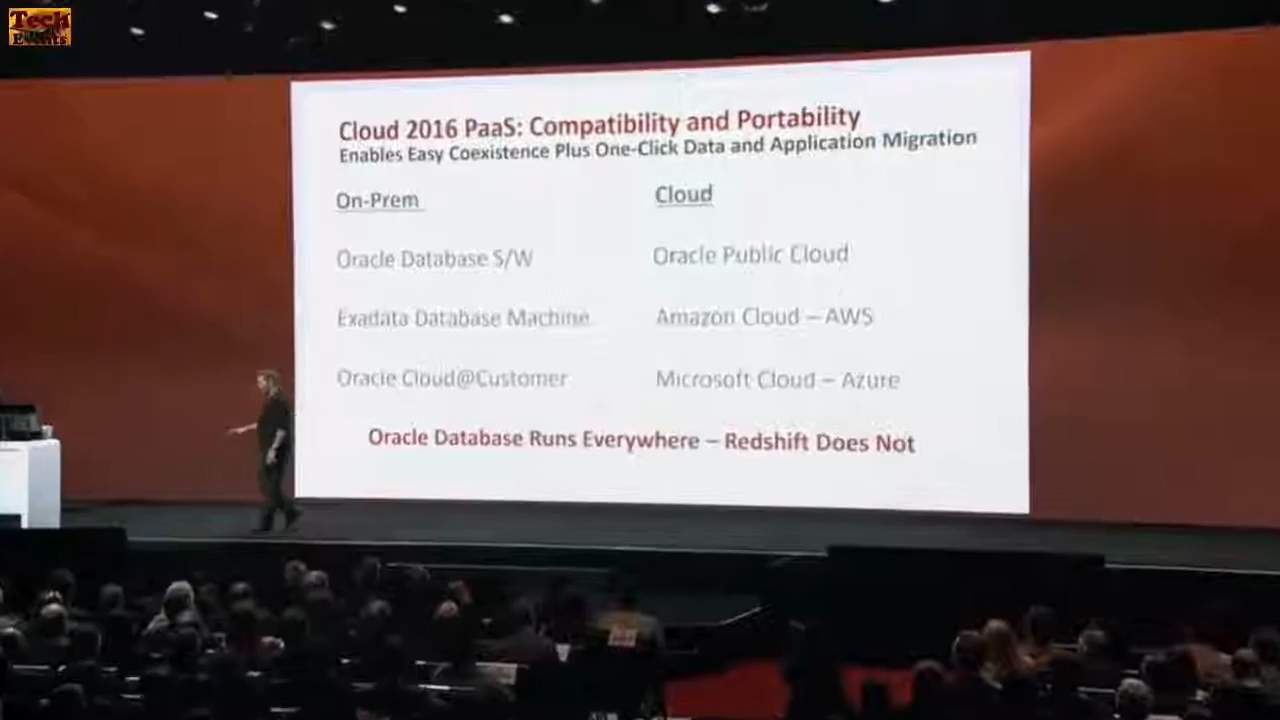 Tech
Events
Cloud 2016 PaaS: Compatibility and Portability
Enables Easy Coexistence Plus One-Click Data and Application Migration
On-Prem
Cloud
Oracle Database S/W
Oracle Public Cloud
Exadata Database Machine
Amazon Cloud – AWS
Oracle Cloud@Customer
Microsoft Cloud – Azure
Oracle Database Runs Everywhere – Redshift Does Not